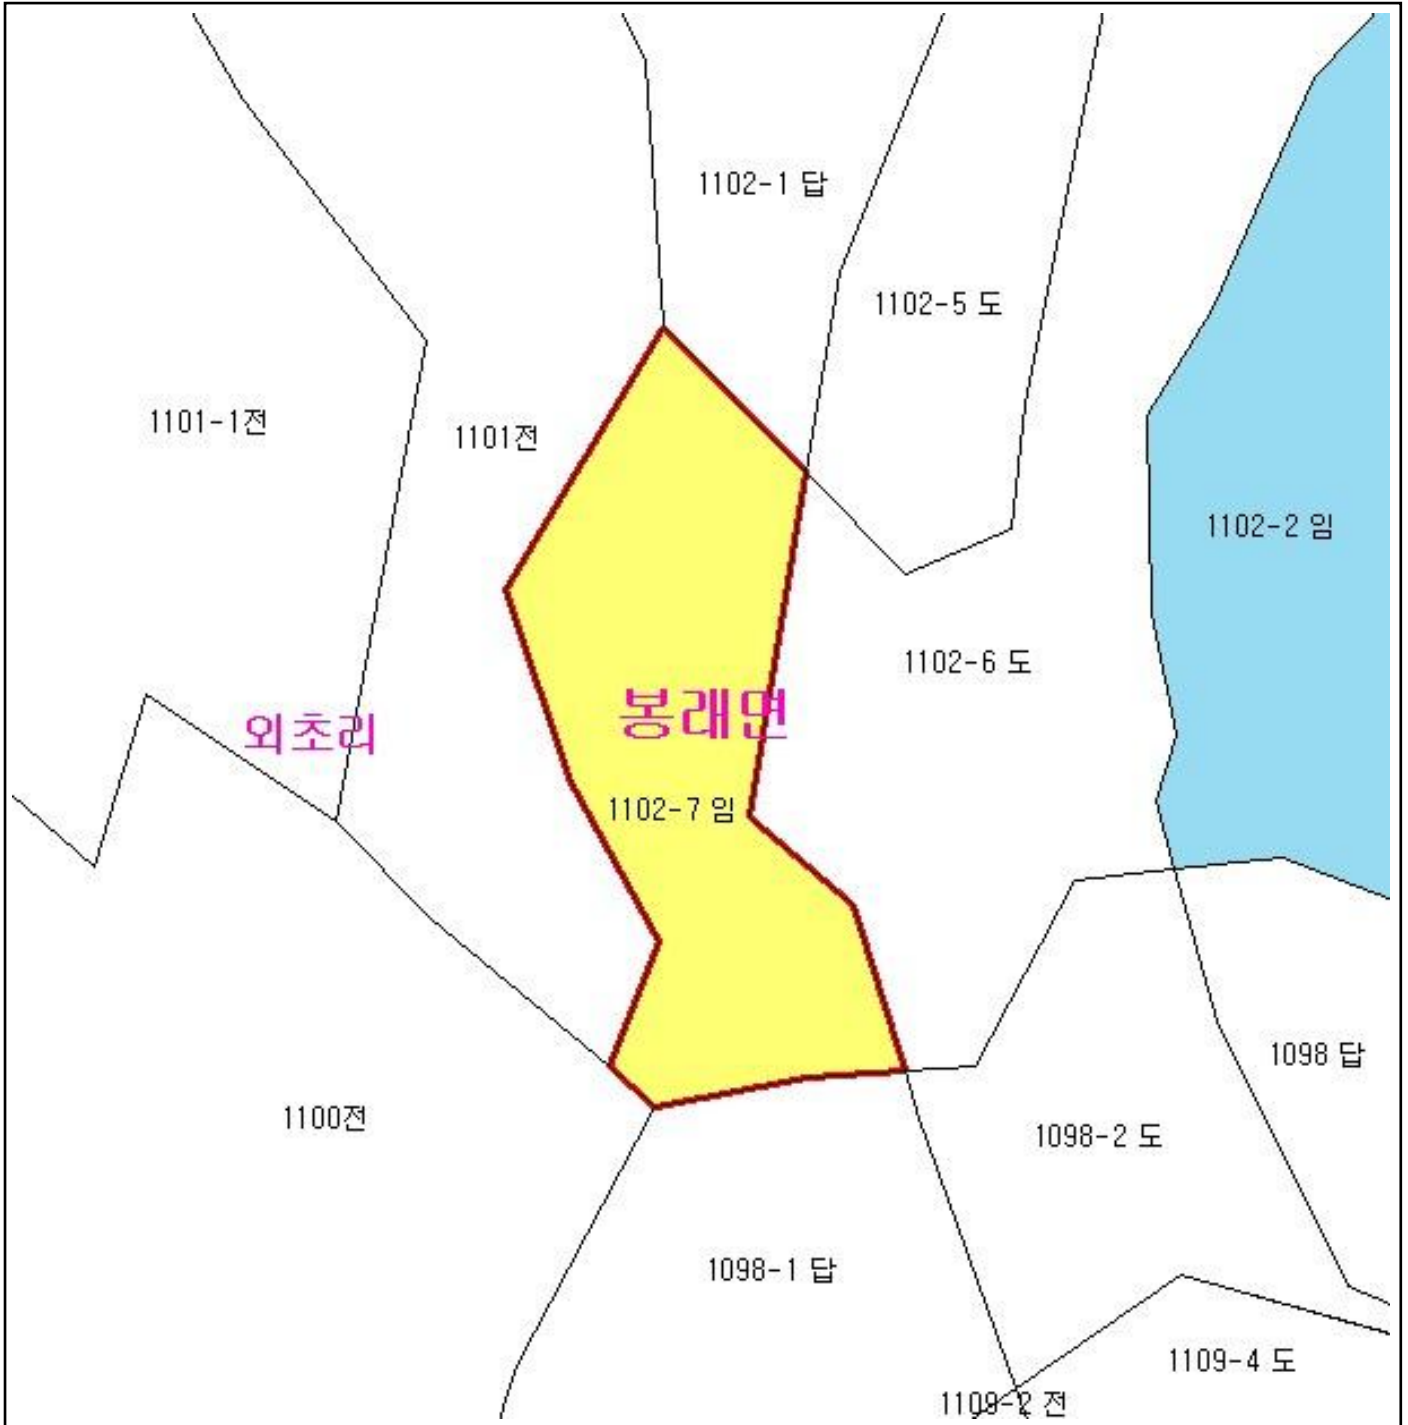 1102-1 답
1102-5 도
1101-1전
1101전
1102-2 임
1102-6 도
봉래면
외초리
1102-7 임
1098 답
1100전
1098-2 도
1098-1 답
1109-4 도
1109-2 전